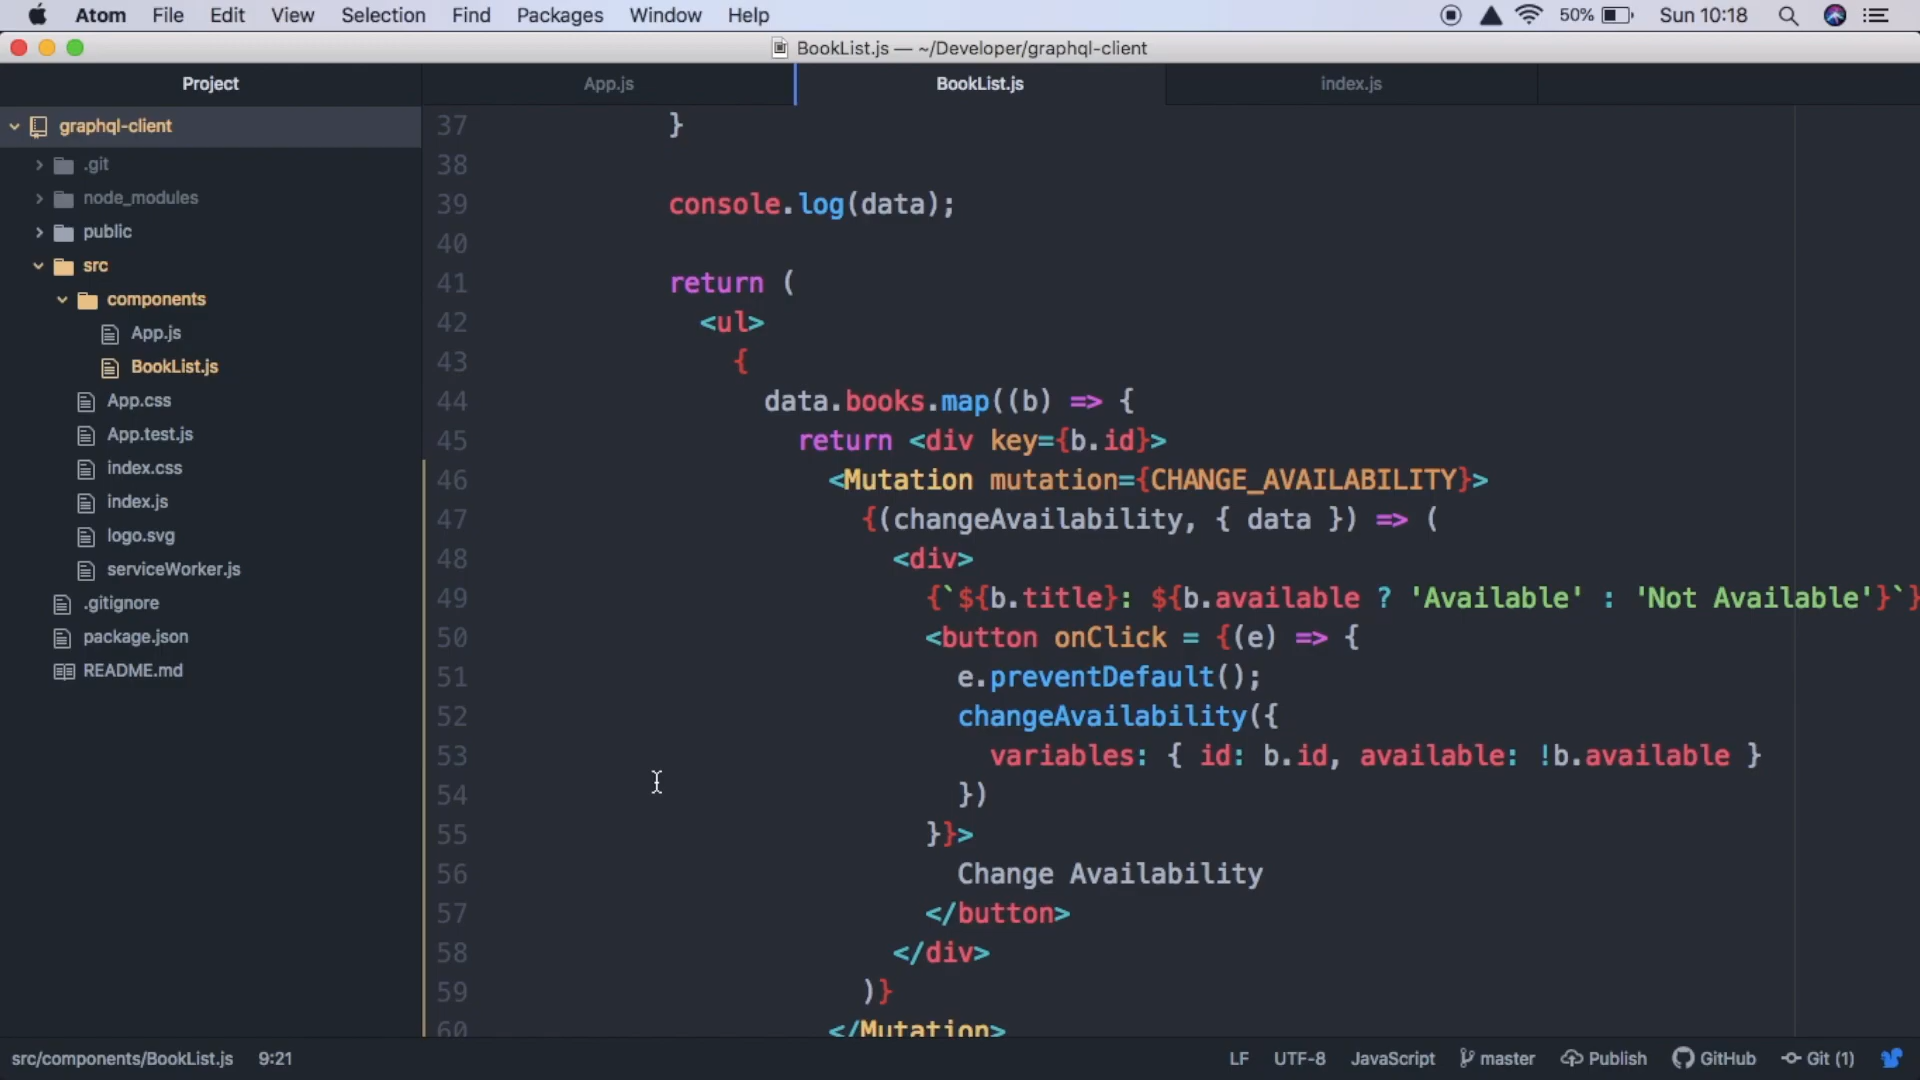 Atom File Edit View Selection Find Packages Window Help 50% Sun 10:18
BookList.js — ~/Developer/graphql-client
Project App.js BookList.js index.js
graphql-client
.git
node_modules
public
src
components
App.js
BookList.js
App.css
App.test.js
index.css
index.js
logo.svg
serviceWorker.js
.gitignore
package.json
README.md
37 }
38
39 console.log(data);
40
41 return (
42 <ul>
43 {
44 data.books.map((b) => {
45 return <div key={b.id}>
46 <Mutation mutation={CHANGE_AVAILABILITY}>
47 {(changeAvailability, { data }) => (
48 <div>
49 {`${b.title}: ${b.available ? 'Available' : 'Not Available'}`}
50 <button onClick = {(e) => {
51 e.preventDefault();
52 changeAvailability({
53 variables: { id: b.id, available: !b.available }
54 })
55 }}>
56 Change Availability
57 </button>
58 </div>
59 )}
60 </Mutation>
src/components/BookList.js 9:21 LF UTF-8 JavaScript master Publish GitHub Git (1)